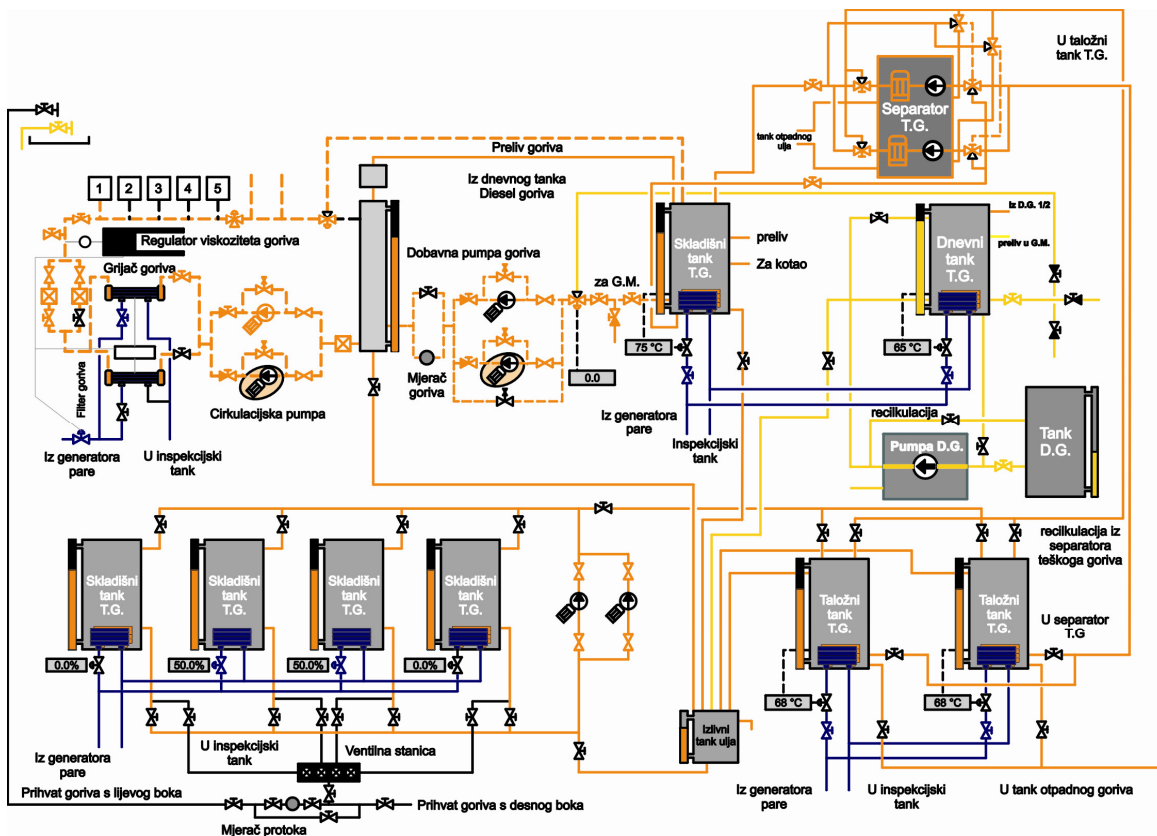 U taložni
tank T.G.
Separator
T.G.
tank otpadnog
ulja
Preliv goriva
Iz dnevnog tanka
Diesel goriva
1
2
3
4
5
Regulator viskoziteta goriva
Grijač goriva
Dobavna pumpa goriva
za G.M.
Skladišni
tank
T.G.
preliv
Za kotao
Dnevni
tank
T.G.
iz D.G. 1/2
preliv u G.M.
75 °C
65 °C
0.0
Filter goriva
Mjerač
goriva
Cirkulacijska pumpa
Iz generatora
pare
U inspekcijski
tank
Iz generatora
pare
Inspekcijski
tank
recilkulacija
Pumpa D.G.
Tank
D.G.
Skladišni
tank
T.G.
Skladišni
tank
T.G.
Skladišni
tank
T.G.
Skladišni
tank
T.G.
0.0%
50.0%
50.0%
0.0%
recilkulacija iz
separatora
teškoga goriva
Taložni
tank
T.G.
Taložni
tank
T.G.
U separator
T.G
68 °C
68 °C
Izlivni
tank ulja
Iz generatora
pare
U inspekcijski
tank
Ventilna stanica
Prihvat goriva s lijevog boka
Prihvat goriva s desnog boka
Mjerač protoka
Iz generatora
pare
U inspekcijski
tank
U tank otpadnog goriva